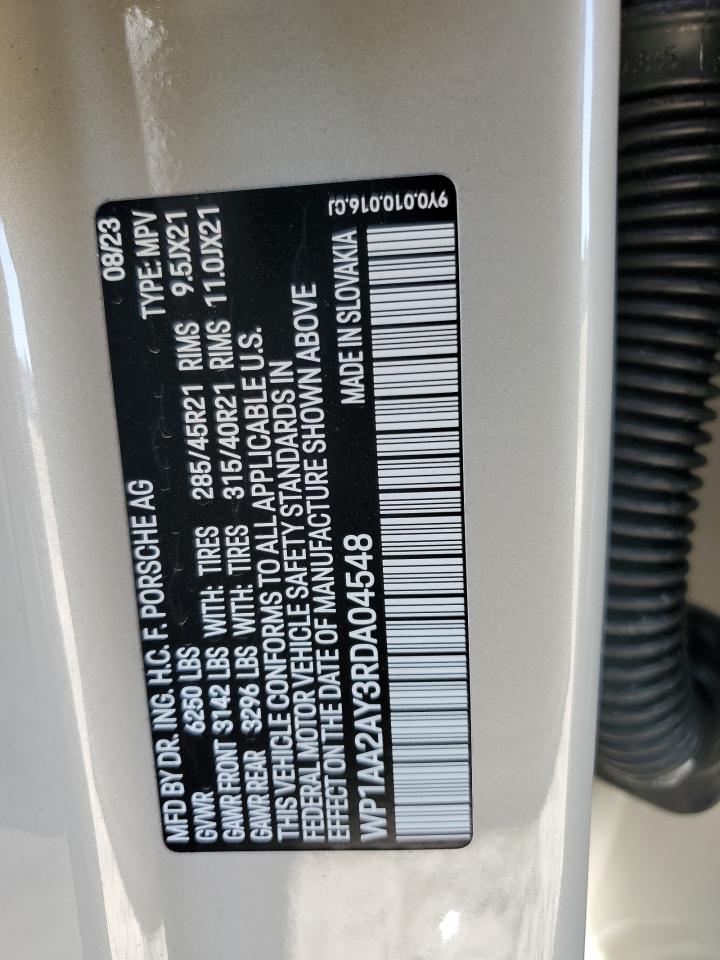 MFD BY DR. ING. H.C. F. PORSCHE AG 08/23
GVWR 6250 LBS TYPE: MPV
GAWR FRONT 3142 LBS WITH: TIRES 285/45R21 RIMS 9.5JX21
GAWR REAR 3296 LBS WITH: TIRES 315/40R21 RIMS 11.0JX21
THIS VEHICLE CONFORMS TO ALL APPLICABLE U.S.
FEDERAL MOTOR VEHICLE SAFETY STANDARDS IN
EFFECT ON THE DATE OF MANUFACTURE SHOWN ABOVE
WP1AA2AY3RDA04548 MADE IN SLOVAKIA
9Y0.010.016.CJ